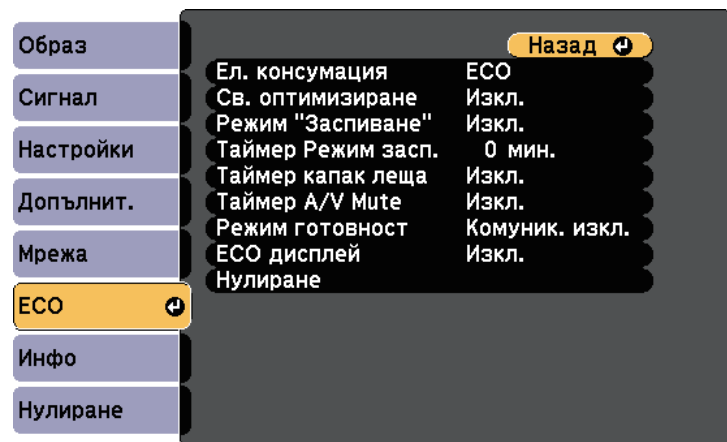 Образ
Сигнал
Настройки
Допълнит.
Мрежа
ECO
Инфо
Нулиране
Назад
Ел. консумация ECO
Св. оптимизиране Изкл.
Режим "Заспиване" Изкл.
Таймер Режим засп. 0 мин.
Таймер капак леща Изкл.
Таймер A/V Mute Изкл.
Режим готовност Комуник. изкл.
ECO дисплей Изкл.
Нулиране